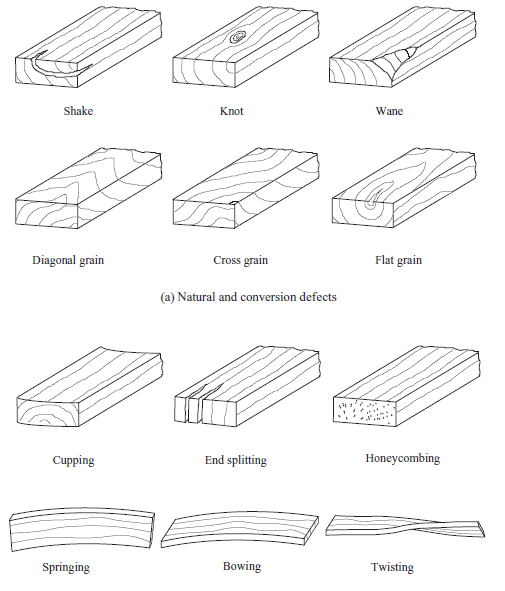 Shake Knot Wane
Diagonal grain Cross grain Flat grain
(a) Natural and conversion defects
Cupping End splitting Honeycombing
Springing Bowing Twisting